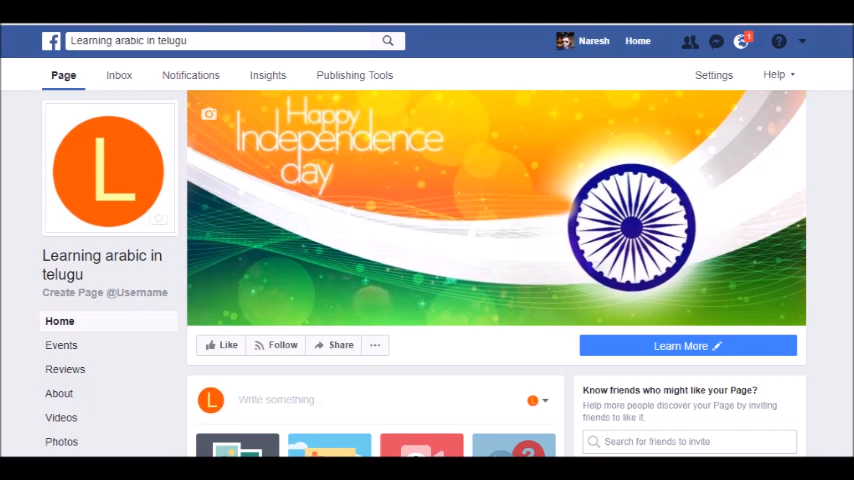 Learning arabic in telugu
Naresh
Home
1
?
Page
Inbox
Notifications
Insights
Publishing Tools
Settings
Help
Happy
Independence
day
L
Learning arabic in
telugu
Create Page @Username
Home
Events
Reviews
About
Videos
Photos
Like
Follow
Share
...
Learn More
L
Write something...
L
Know friends who might like your Page?
Help more people discover your Page by inviting
friends to like it.
Search for friends to invite